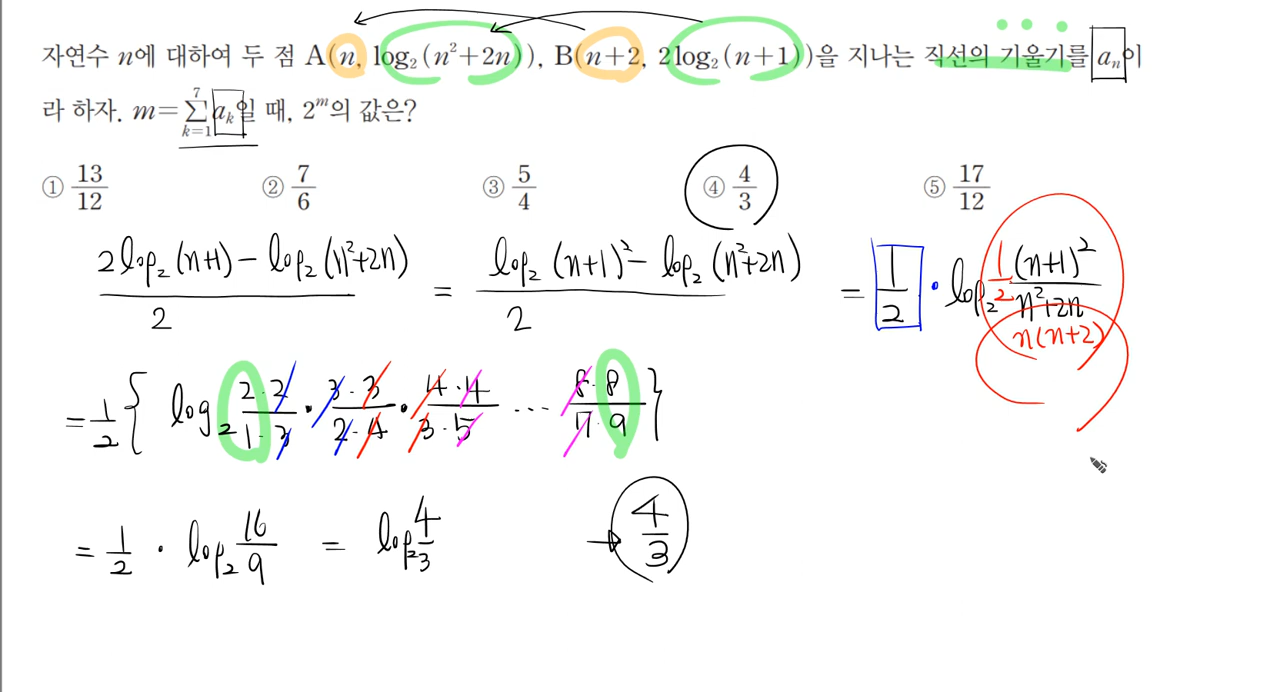 자연수 n에 대하여 두 점 A(n, log₂(n²+2n)), B(n+2, 2log₂(n+1))을 지나는 직선의 기울기를 aₙ이
라 하자. m=∑_{k=1}^{7} aₖ일 때, 2^m의 값은?
① 13/12 ② 7/6 ③ 5/4 ④ 4/3 ⑤ 17/12
(2log₂(n+1) - log₂(n²+2n))/2 = (log₂(n+1)² - log₂(n²+2n))/2 = 1/2 · log₂ (n+1)²/(n²+2n)
1/2
n(n+2)
= 1/2 { log₂ (2·2)/(1·3) · (3·3)/(2·4) · (4·4)/(3·5) ... (8·8)/(7·9) }
= 1/2 · log₂ 16/9 = log₂ 4/3 → 4/3